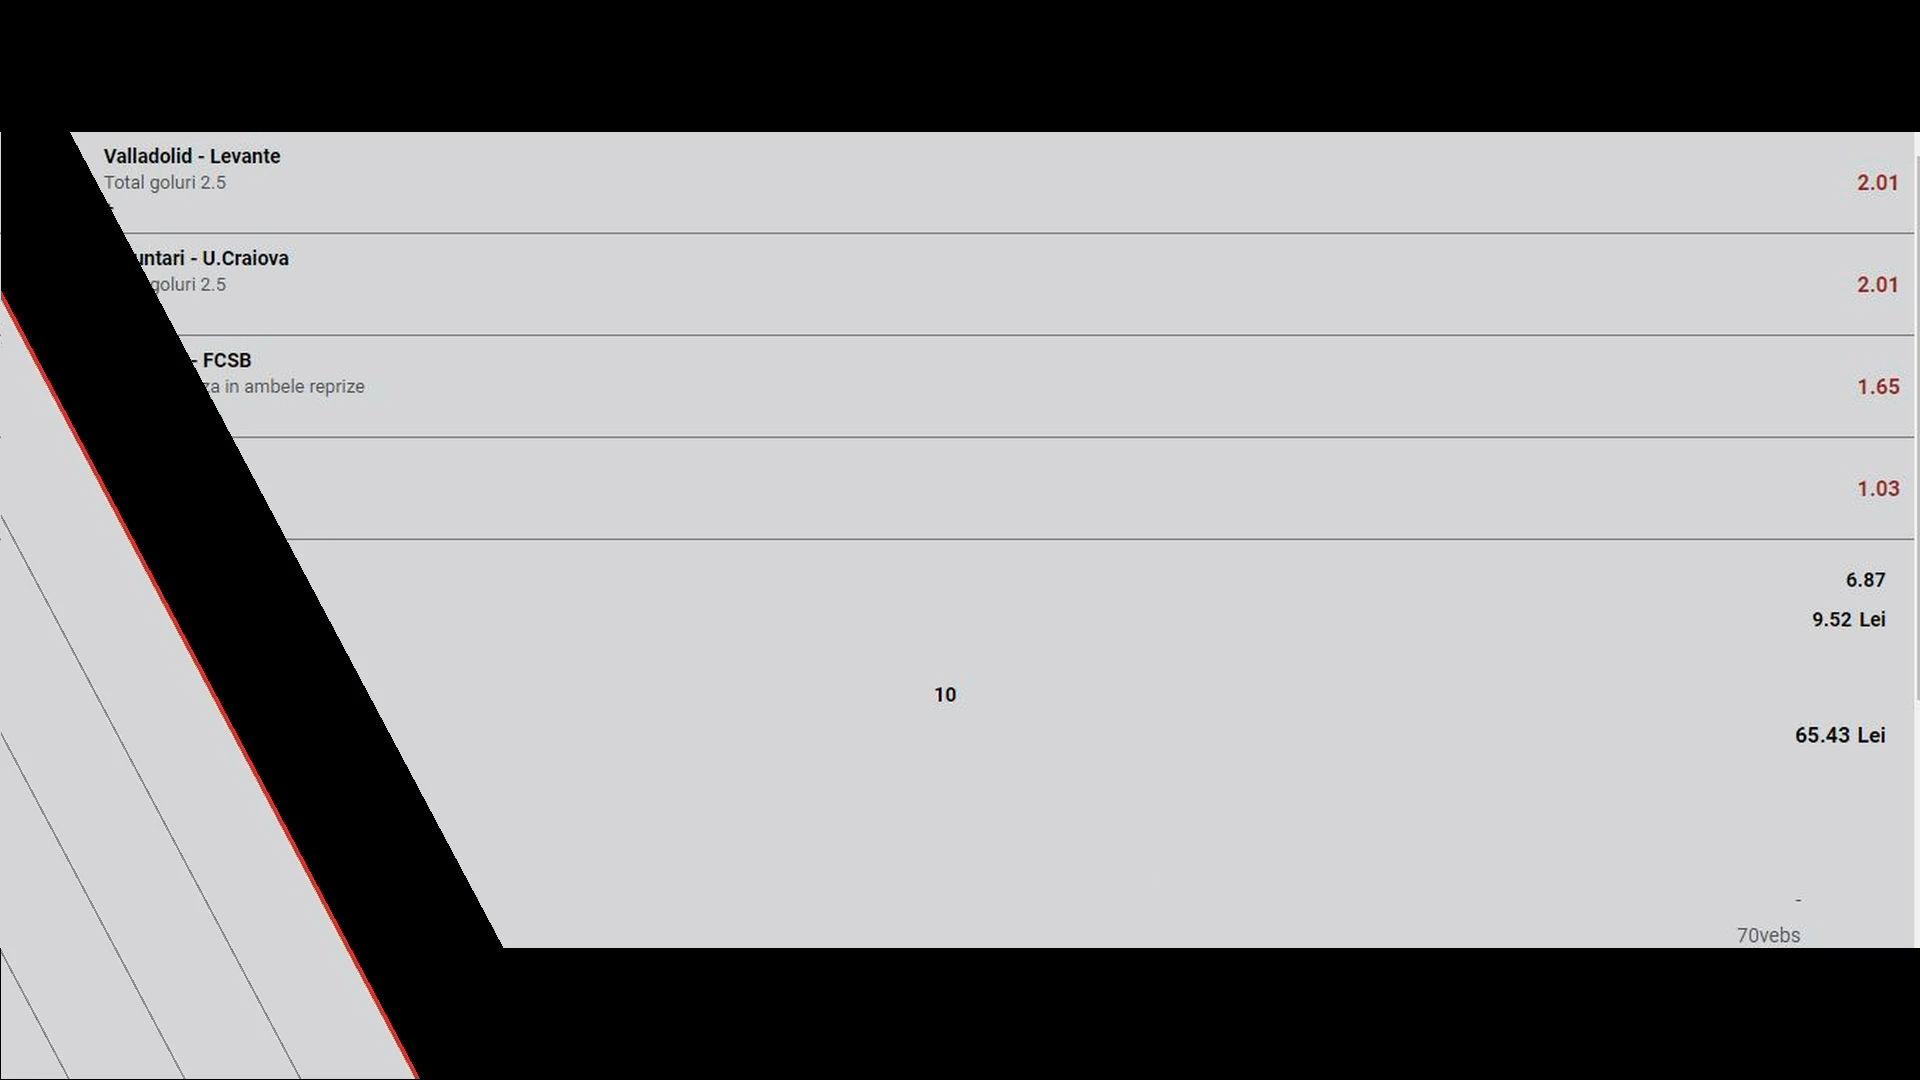 Valladolid - Levante
Total goluri 2.5
2.01
- U.Craiova
goluri 2.5
2.01
- FCSB
in ambele reprize
1.65
1.03
6.87
9.52 Lei
10
65.43 Lei
-
70vebs